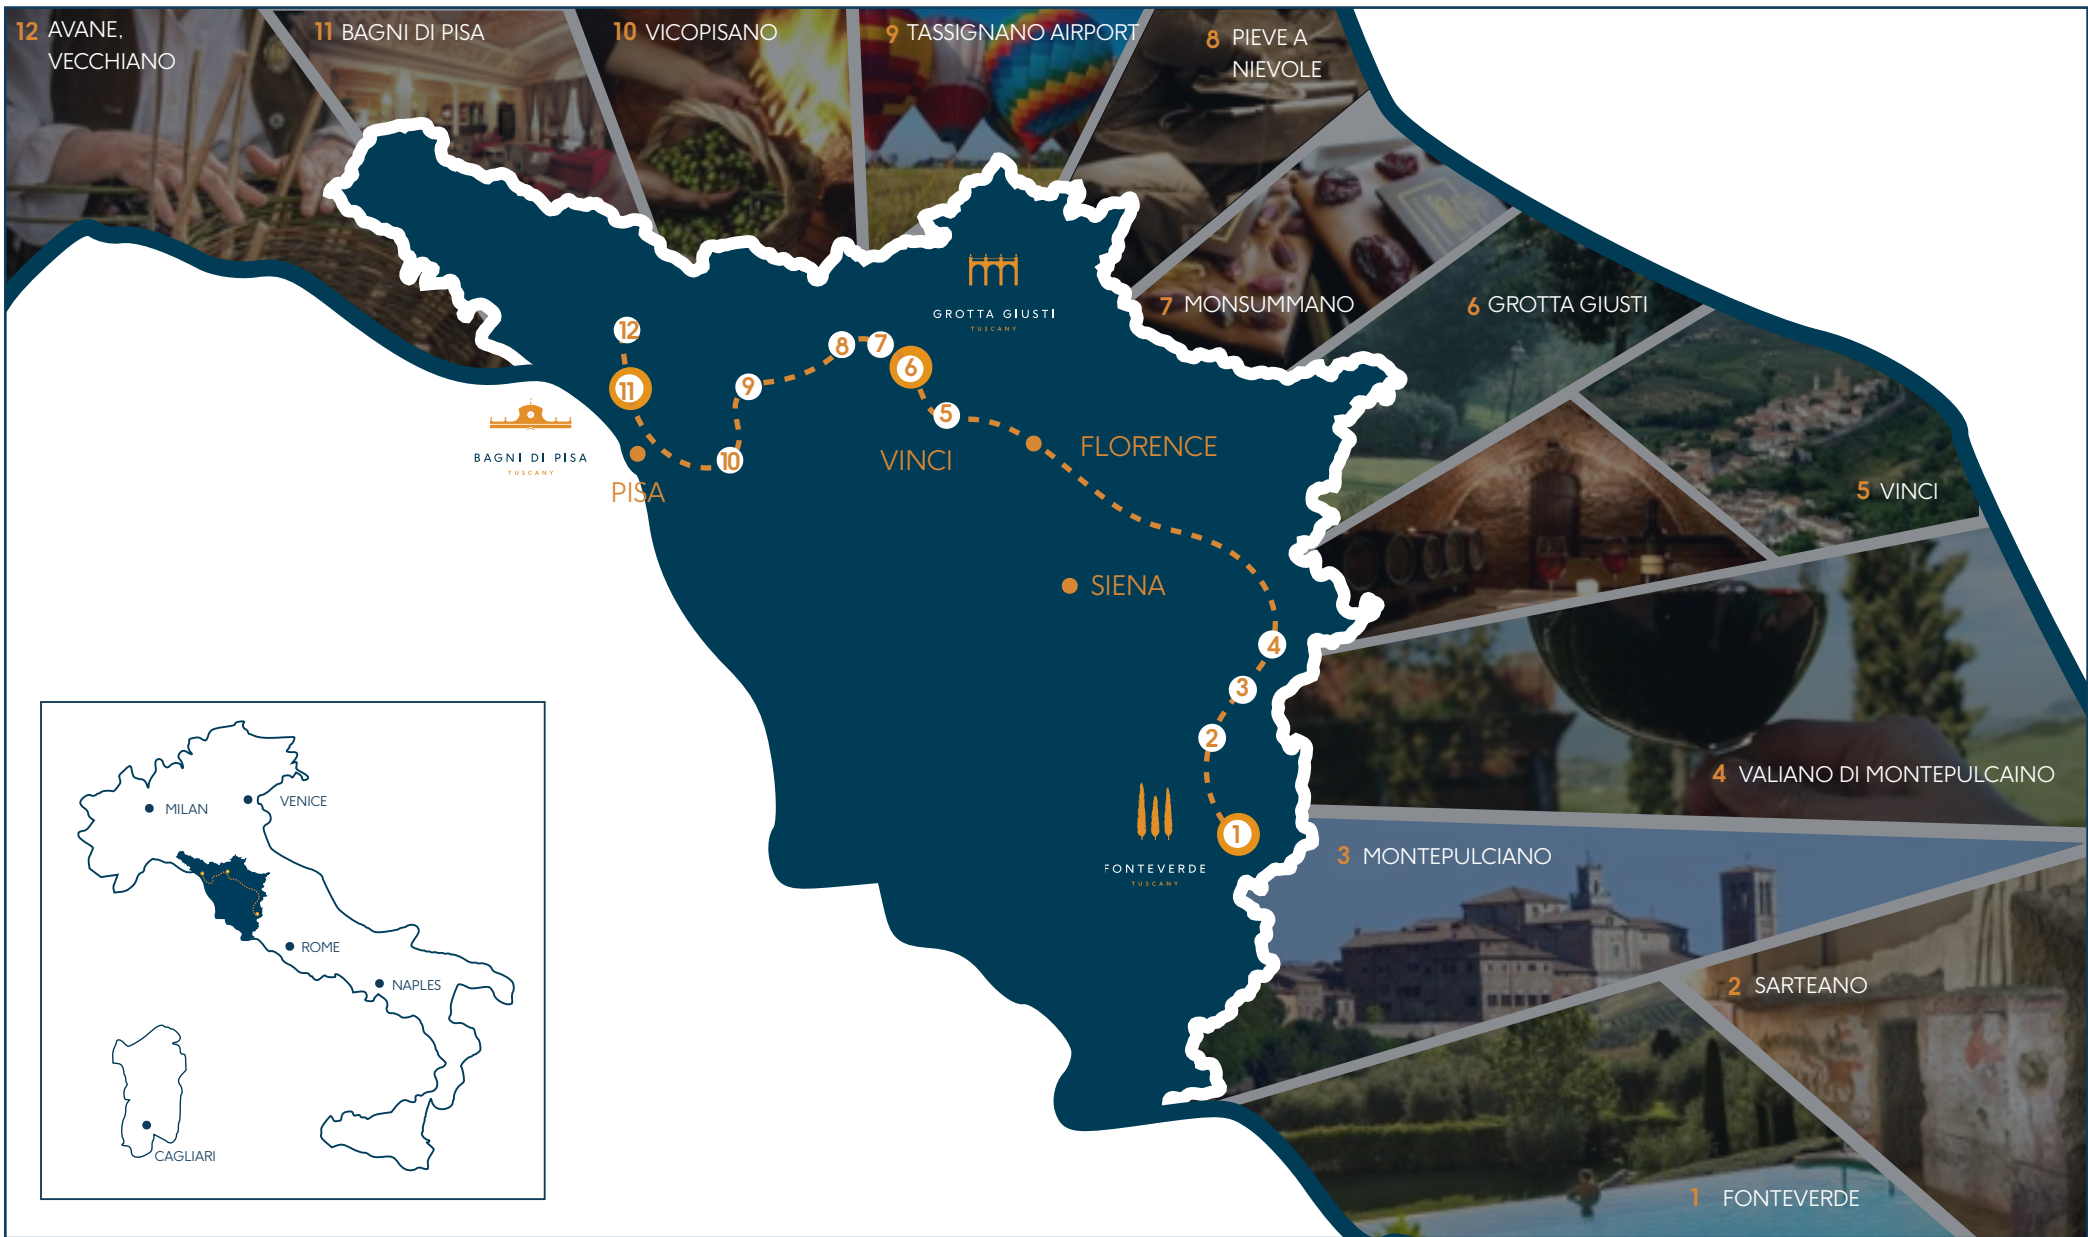 12 AVANE,
VECCHIANO
11 BAGNI DI PISA
10 VICOPISANO
9 TASSIGNANO AIRPORT
8 PIEVE A
NIEVOLE
7 MONSUMMANO
6 GROTTA GIUSTI
5 VINCI
4 VALIANO DI MONTEPULCAINO
3 MONTEPULCIANO
2 SARTEANO
1 FONTEVERDE
GROTTA GIUSTI
TUSCANY
12
11
10
9
8
7
6
5
BAGNI DI PISA
TUSCANY
PISA
VINCI
FLORENCE
SIENA
4
3
2
1
FONTEVERDE
TUSCANY
MILAN
VENICE
ROME
NAPLES
CAGLIARI